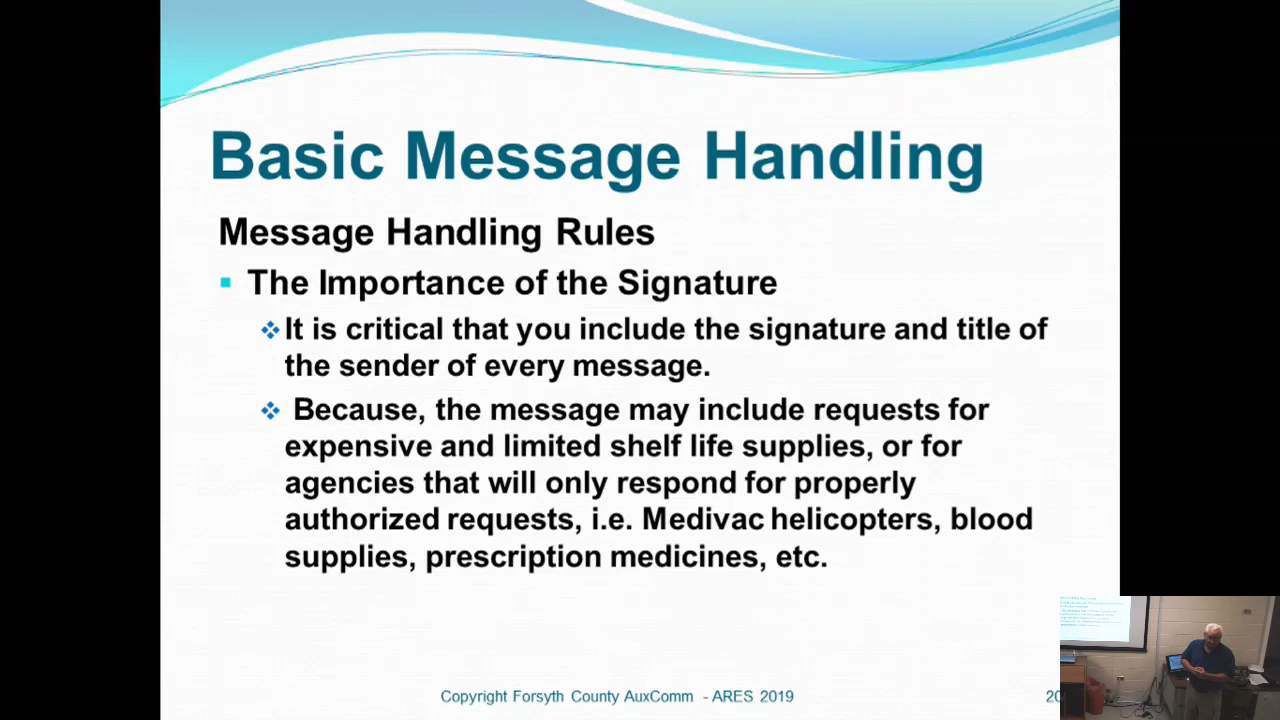 Basic Message Handling
Message Handling Rules
The Importance of the Signature
It is critical that you include the signature and title of
the sender of every message.
Because, the message may include requests for
expensive and limited shelf life supplies, or for
agencies that will only respond for properly
authorized requests, i.e. Medivac helicopters, blood
supplies, prescription medicines, etc.
Copyright Forsyth County AuxComm - ARES 2019
20